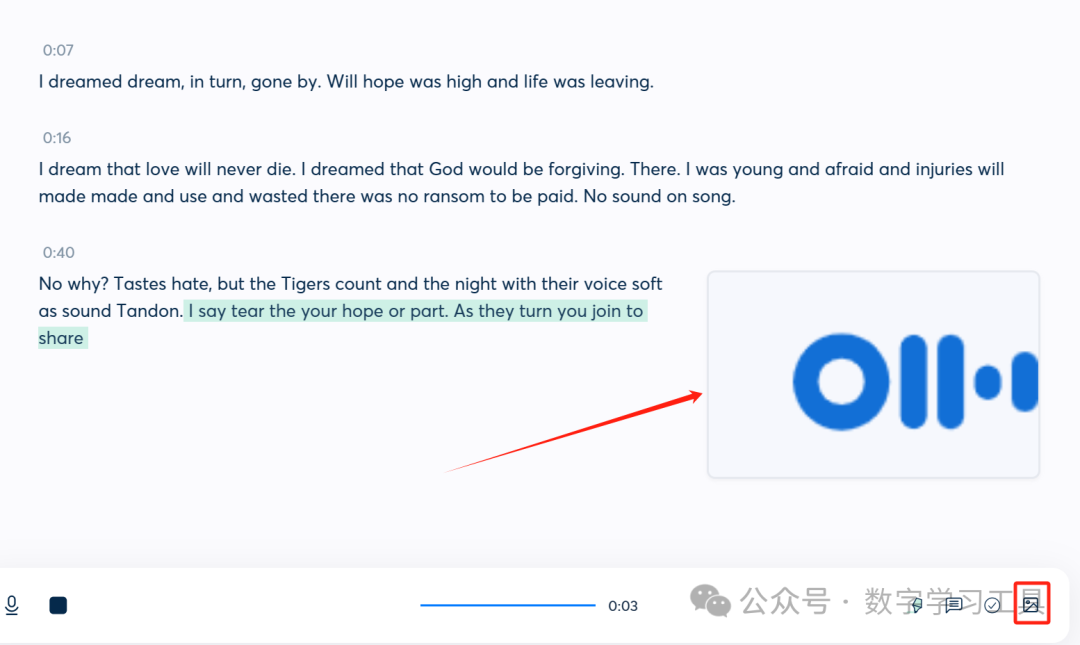 0:07
I dreamed dream, in turn, gone by. Will hope was high and life was leaving.
0:16
I dream that love will never die. I dreamed that God would be forgiving. There. I was young and afraid and injuries will
made made and use and wasted there was no ransom to be paid. No sound on song.
0:40
No why? Tastes hate, but the Tigers count and the night with their voice soft
as sound Tandon. I say tear the your hope or part. As they turn you join to
share
0:03
公众号 · 数字学习工具